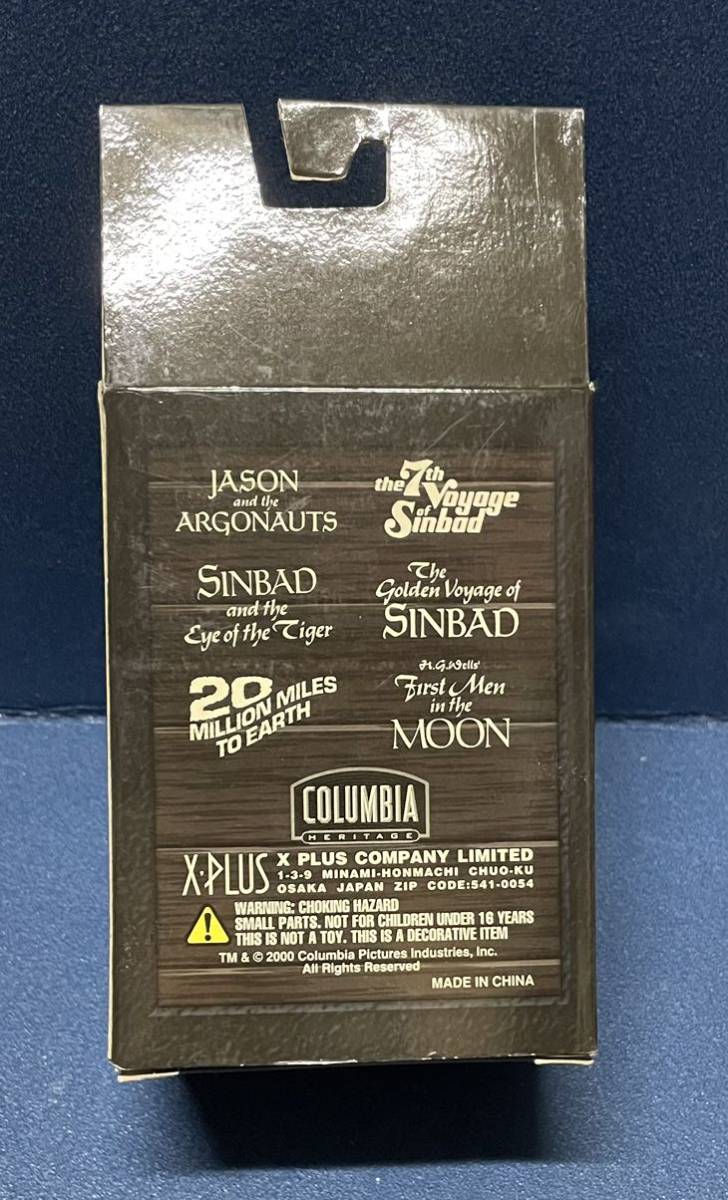 JASON
and the
ARGONAUTS
the 7th
Voyage
of
Sinbad
SINBAD
and the
Eye of the Tiger
The
Golden Voyage of
SINBAD
20
MILLION MILES
TO EARTH
H.G.Wells'
First Men
in the
MOON
COLUMBIA
HERITAGE
X·PLUS
X PLUS COMPANY LIMITED
1-3-9 MINAMI-HONMACHI CHUO-KU
OSAKA JAPAN ZIP CODE:541-0054
WARNING: CHOKING HAZARD
SMALL PARTS. NOT FOR CHILDREN UNDER 16 YEARS
THIS IS NOT A TOY. THIS IS A DECORATIVE ITEM
TM & © 2000 Columbia Pictures Industries, Inc.
All Rights Reserved
MADE IN CHINA